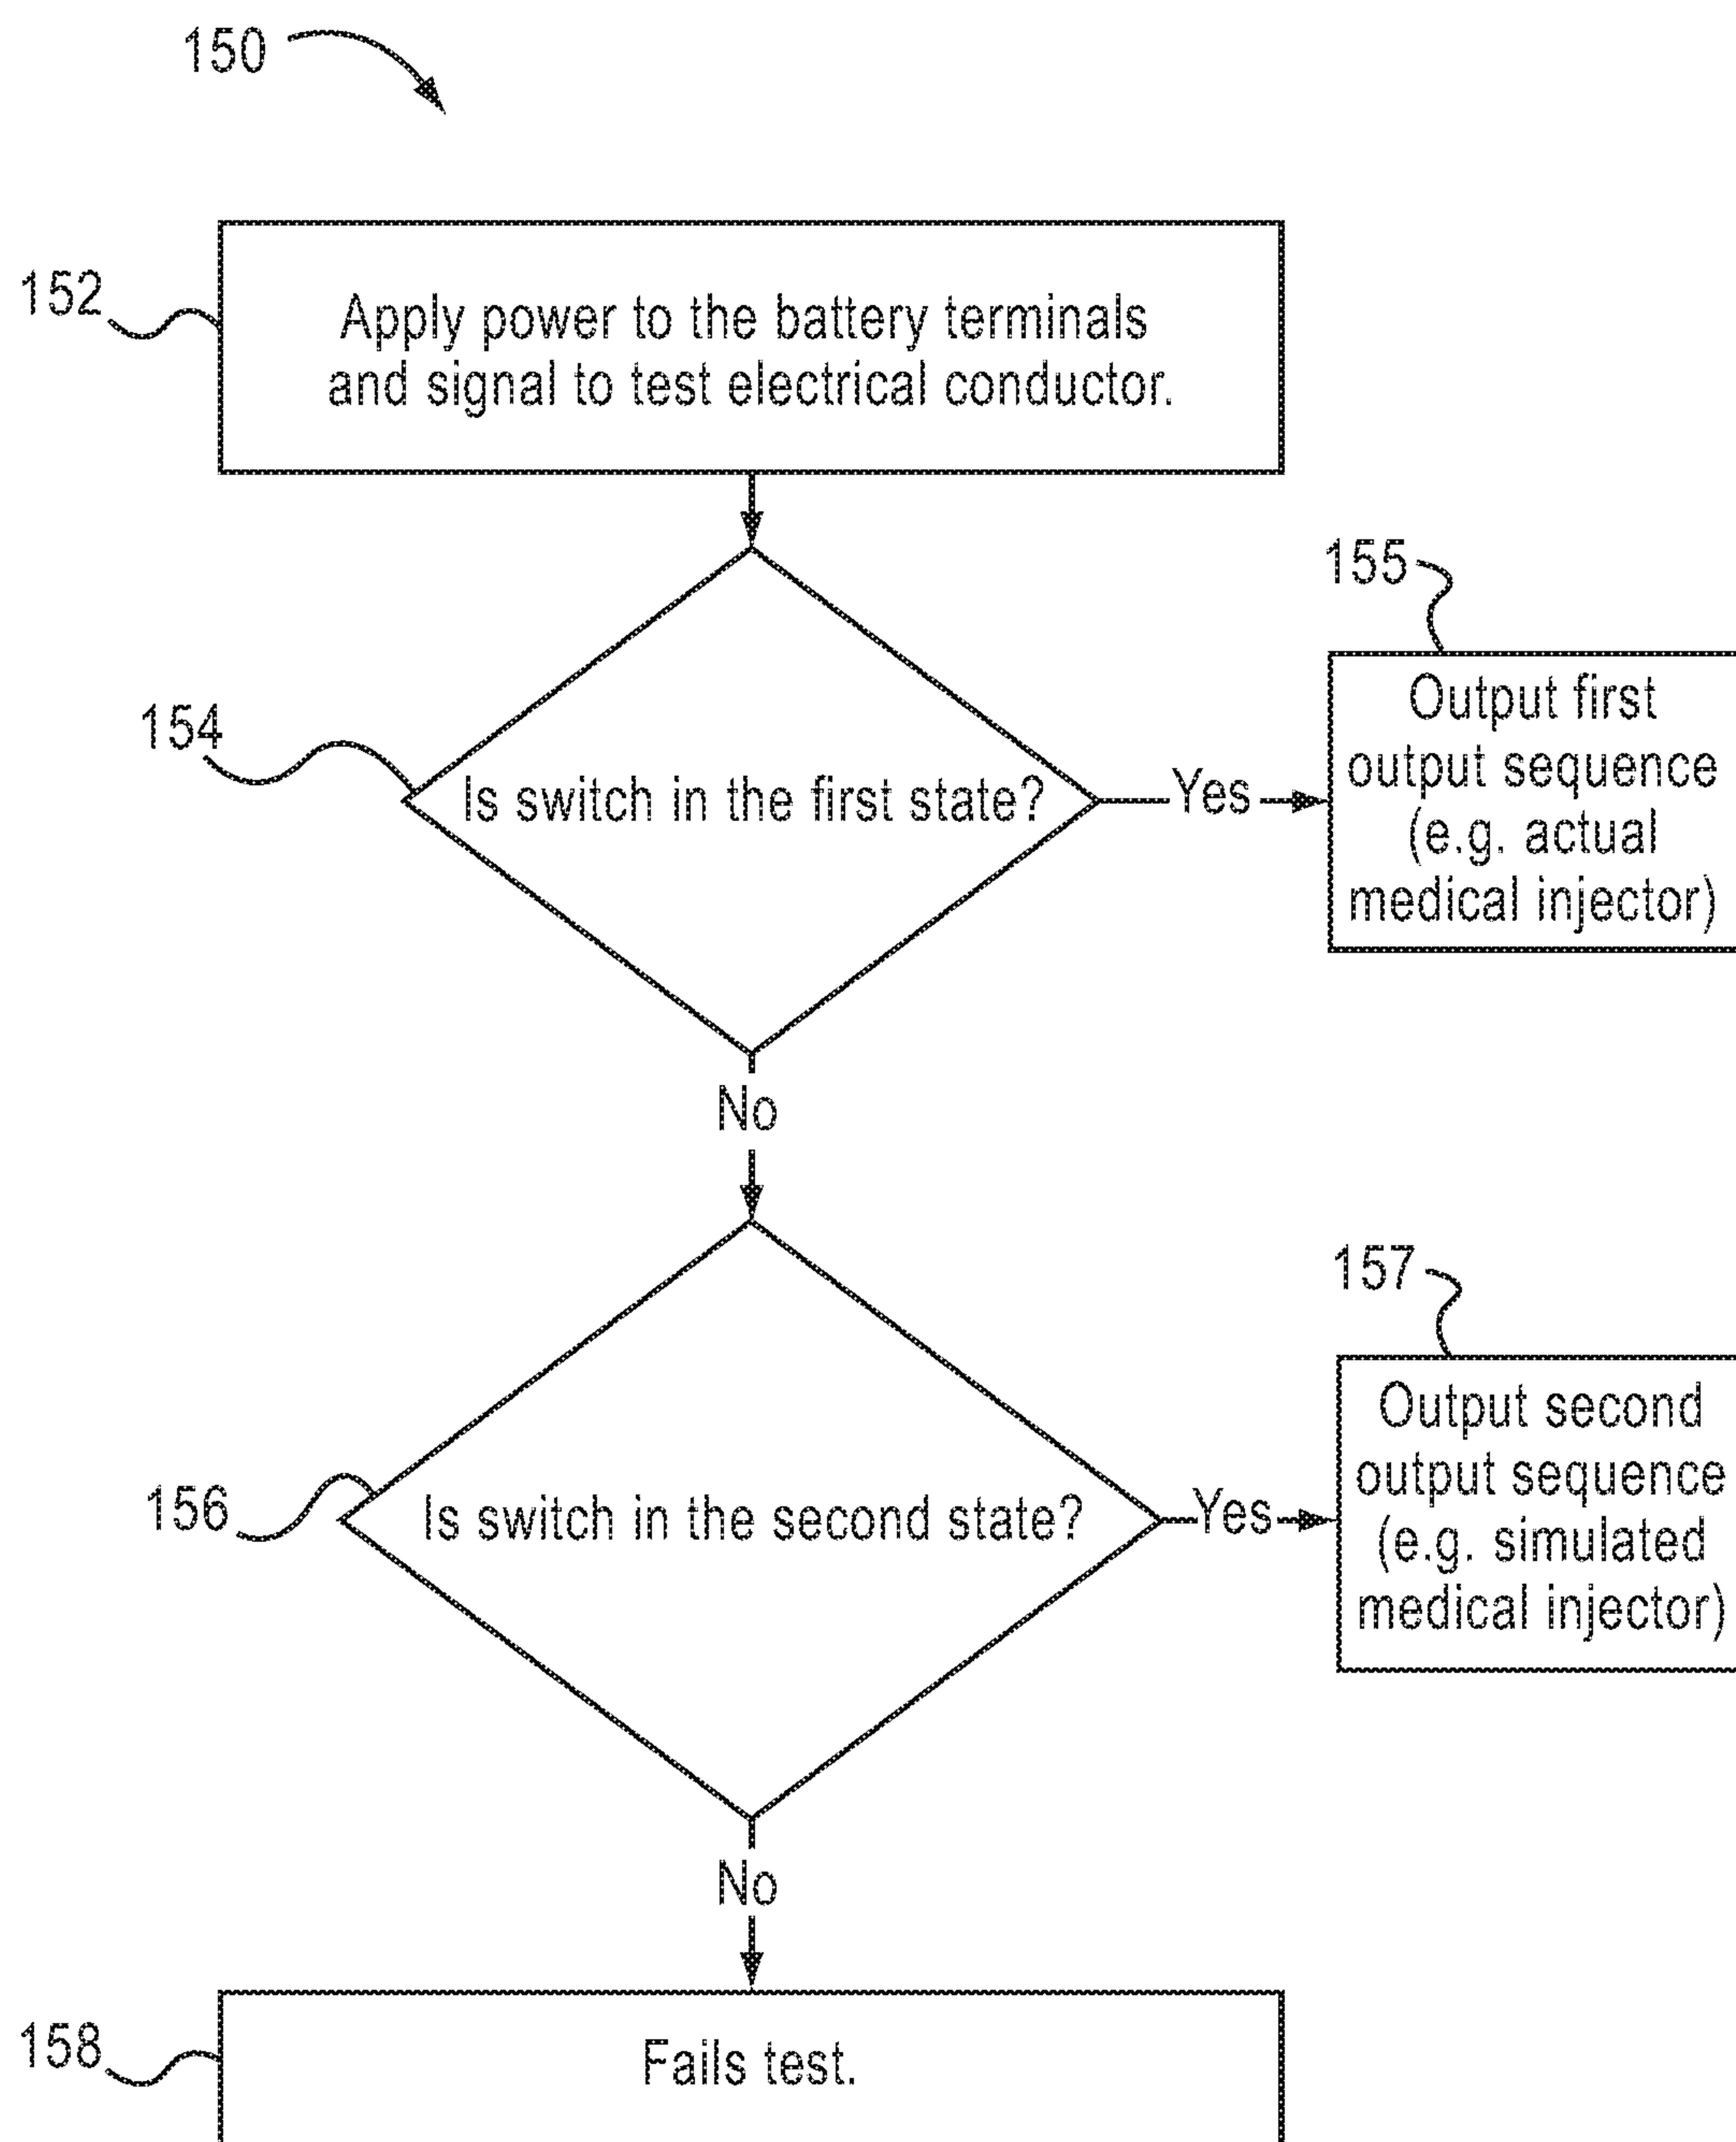 150
152
Apply power to the battery terminals
and signal to test electrical conductor.
155
Output first
output sequence
(e.g. actual
medical injector)
154
Is switch in the first state?
Yes
No
157
Output second
output sequence
(e.g. simulated
medical injector)
156
Is switch in the second state?
Yes
No
158
Fails test.